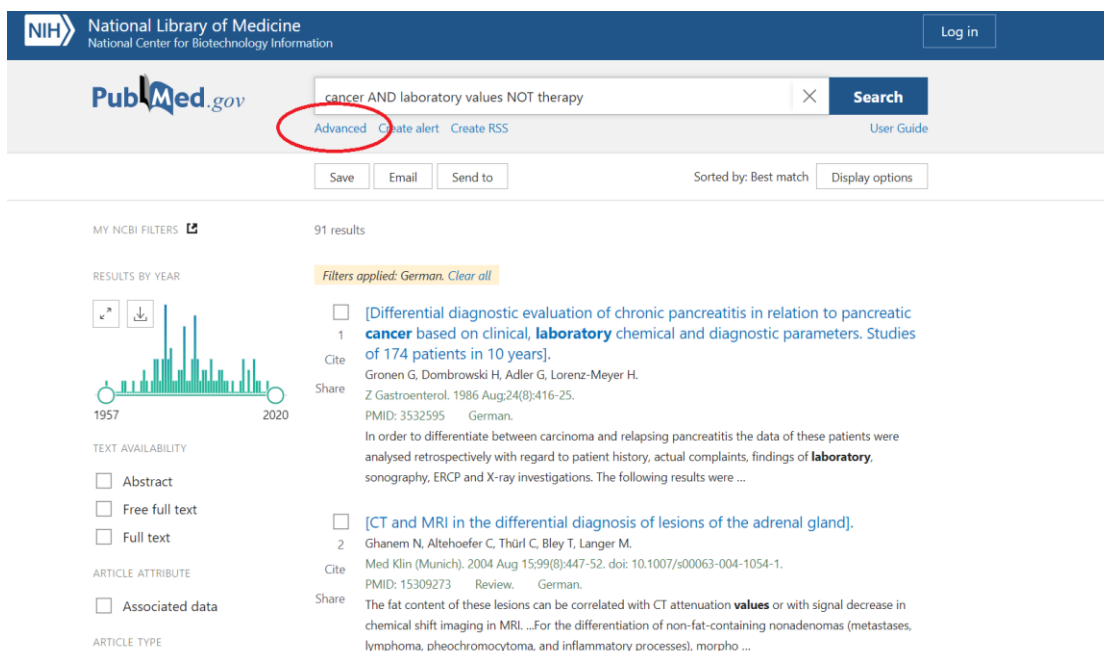 NIH
National Library of Medicine
National Center for Biotechnology Information
Log in
PubMed.gov
cancer AND laboratory values NOT therapy
Search
Advanced Create alert Create RSS
User Guide
Save Email Send to
Sorted by: Best match Display options
MY NCBI FILTERS
91 results
RESULTS BY YEAR
1957 2020
TEXT AVAILABILITY
Abstract
Free full text
Full text
ARTICLE ATTRIBUTE
Associated data
ARTICLE TYPE
Filters applied: German. Clear all
1
Cite
Share
[Differential diagnostic evaluation of chronic pancreatitis in relation to pancreatic
cancer based on clinical, laboratory chemical and diagnostic parameters. Studies
of 174 patients in 10 years].
Gronen G, Dombrowski H, Adler G, Lorenz-Meyer H.
Z Gastroenterol. 1986 Aug;24(8):416-25.
PMID: 3532595 German.
In order to differentiate between carcinoma and relapsing pancreatitis the data of these patients were
analysed retrospectively with regard to patient history, actual complaints, findings of laboratory,
sonography, ERCP and X-ray investigations. The following results were ...
2
Cite
Share
[CT and MRI in the differential diagnosis of lesions of the adrenal gland].
Ghanem N, Altehoefer C, Thürl C, Bley T, Langer M.
Med Klin (Munich). 2004 Aug 15;99(8):447-52. doi: 10.1007/s00063-004-1054-1.
PMID: 15309273 Review. German.
The fat content of these lesions can be correlated with CT attenuation values or with signal decrease in
chemical shift imaging in MRI. ...For the differentiation of non-fat-containing nonadenomas (metastases,
lymphoma, pheochromocytoma, and inflammatory processes), morpho ...